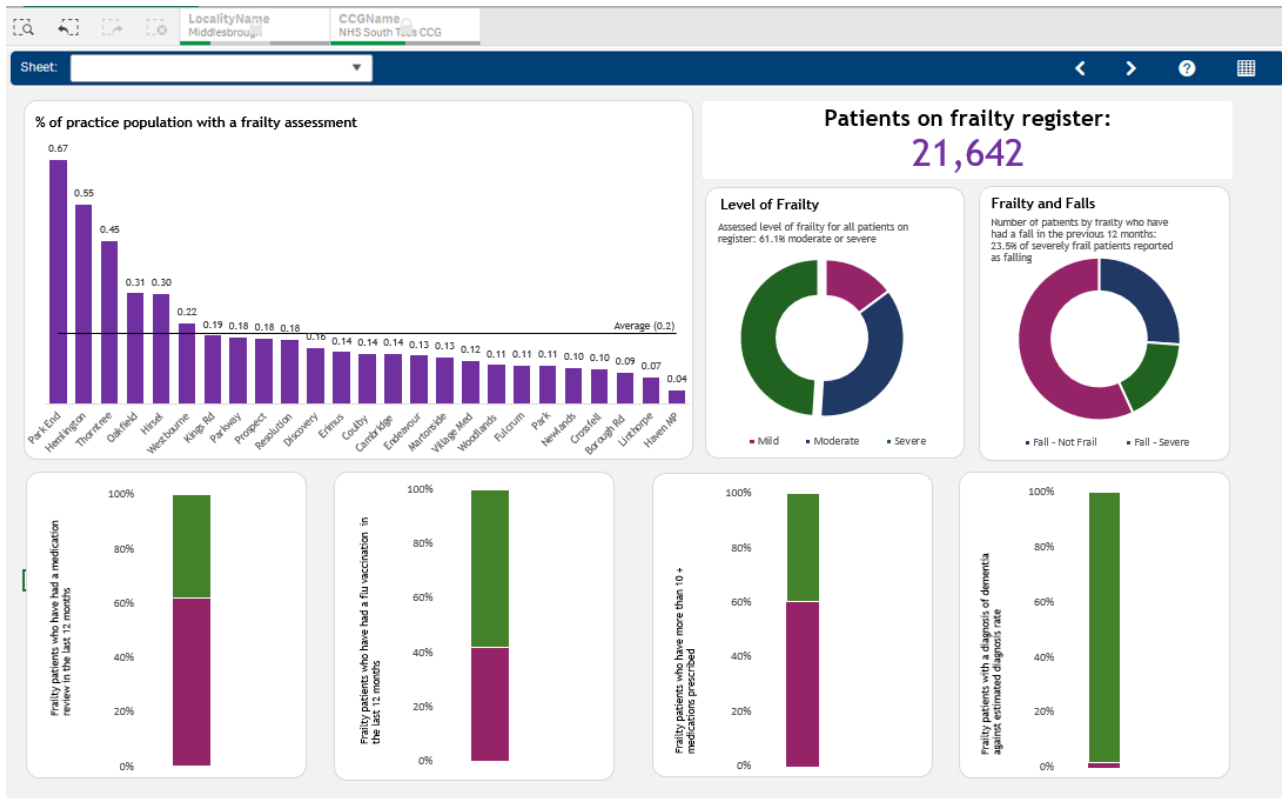 LocalityName
Middlesbrough
CCGName
NHS South Tees CCG
Sheet:
% of practice population with a frailty assessment
0.67
0.55
0.45
0.31
0.30
0.22
0.19
0.18
0.18
0.18
0.16
0.14
0.14
0.14
0.13
0.13
0.12
0.11
0.11
0.11
0.10
0.10
0.09
0.07
0.04
Average (0.2)
Park End
Hemlington
Thorntree
Oakfield
Hirsel
Westbourne
Kings Rd
Parkway
Prospect
Resolution
Discovery
Erimus
Coulby
Cambridge
Endeavour
Martonside
Village Med
Woodlands
Fulcrum
Park
Newlands
Crossfell
Borough Rd
Linthorpe
Haven MP
Patients on frailty register:
21,642
Level of Frailty
Assessed level of frailty for all patients on
register: 61.1% moderate or severe
Mild
Moderate
Severe
Frailty and Falls
Number of patients by frailty who have
had a fall in the previous 12 months:
23.5% of severely frail patients reported
as falling
Fall - Not Frail
Fall - Severe
Frailty patients who have had a medication
review in the last 12 months
100%
80%
60%
40%
20%
0%
Frailty patients who have had a flu vaccination in
the last 12 months
100%
80%
60%
40%
20%
0%
Frailty patients who have more than 10 +
medications prescribed
100%
80%
60%
40%
20%
0%
Frailty patients with a diagnosis of dementia
against estimated diagnosis rate
100%
80%
60%
40%
20%
0%